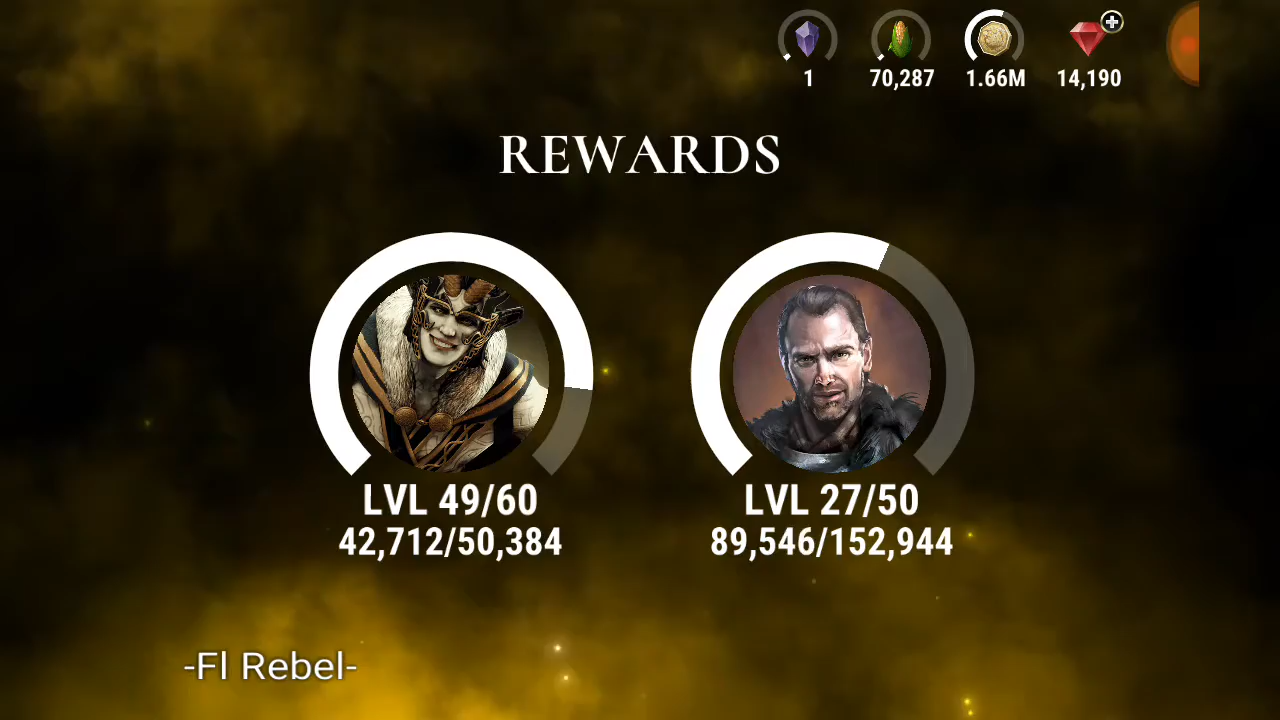 1 70,287 1.66M 14,190
REWARDS
LVL 49/60
42,712/50,384
LVL 27/50
89,546/152,944
-Fl Rebel-